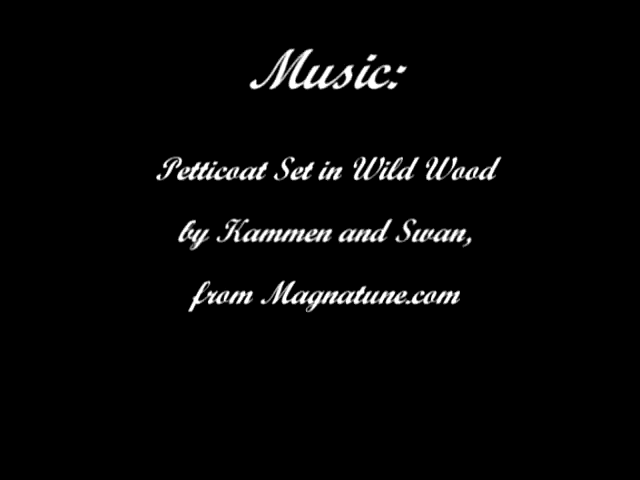 Music:
Petticoat Set in Wild Wood
by Kammen and Swan,
from Magnatune.com